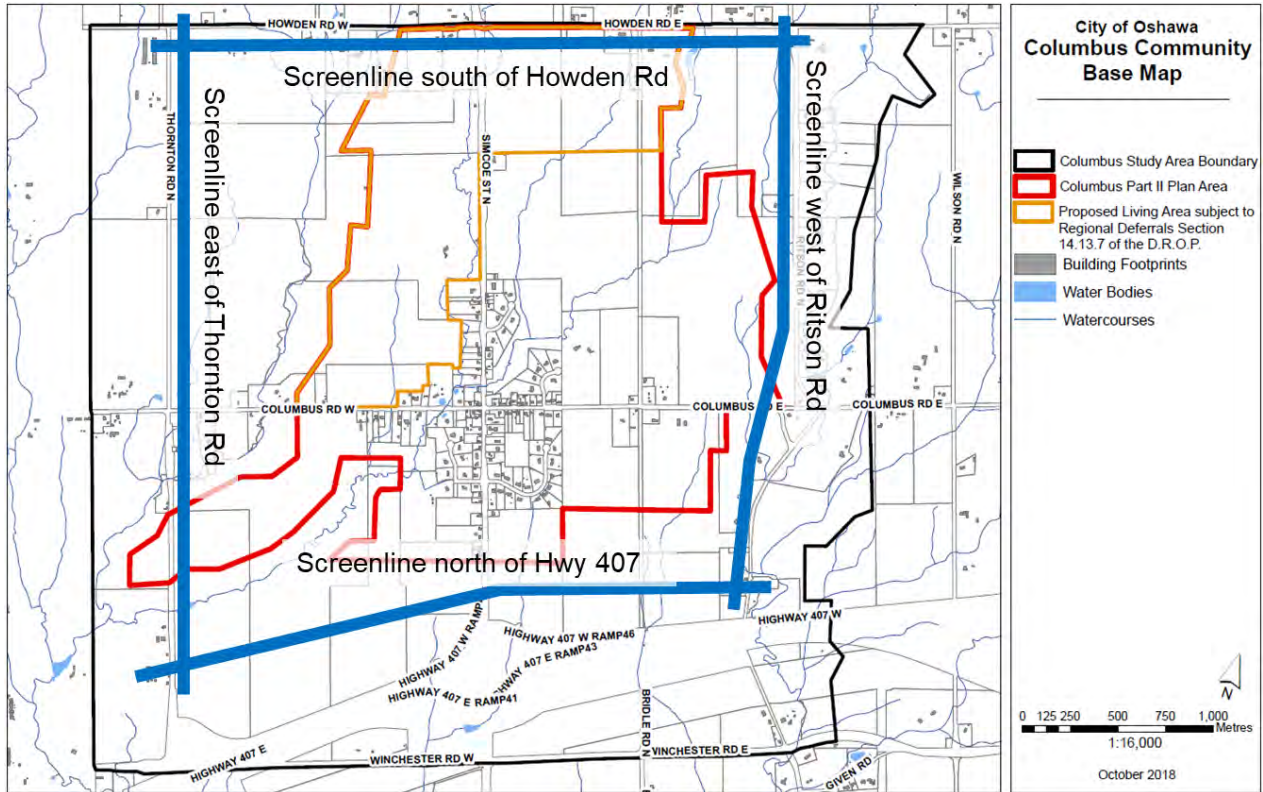 HOWDEN RD W
HOWDEN RD E
Screenline south of Howden Rd
THORNTON RD N
Screenline east of Thornton Rd
SIMCOE ST N
Screenline west of Ritson Rd
RITSON RD N
WILSON RD N
COLUMBUS RD W
COLUMBUS RD E
COLUMBUS RD E
Screenline north of Hwy 407
HIGHWAY 407 W RAMP
HIGHWAY 407 W RAMP46
HIGHWAY 407 W
HWAY 407 E RAMP43
HIGHWAY 407 E RAMP41
BRIDLE RD N
HIGHWAY 407 E
WINCHESTER RD W
WINCHESTER RD E
GIVEN RD
City of Oshawa
Columbus Community
Base Map
Columbus Study Area Boundary
Columbus Part II Plan Area
Proposed Living Area subject to
Regional Deferrals Section
14.13.7 of the D.R.O.P.
Building Footprints
Water Bodies
Watercourses
N
0 125 250 500 750 1,000
Metres
1:16,000
October 2018